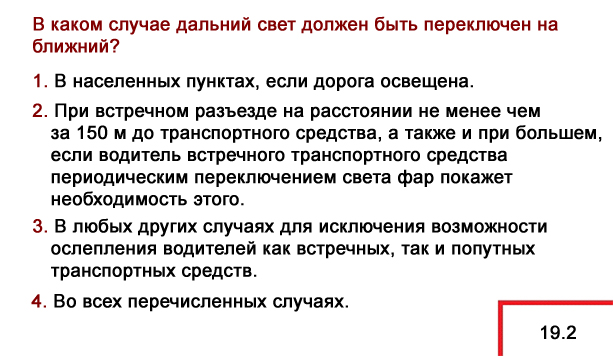 В каком случае дальний свет должен быть переключен на
ближний?
1. В населенных пунктах, если дорога освещена.
2. При встречном разъезде на расстоянии не менее чем
за 150 м до транспортного средства, а также и при большем,
если водитель встречного транспортного средства
периодическим переключением света фар покажет
необходимость этого.
3. В любых других случаях для исключения возможности
ослепления водителей как встречных, так и попутных
транспортных средств.
4. Во всех перечисленных случаях.
19.2